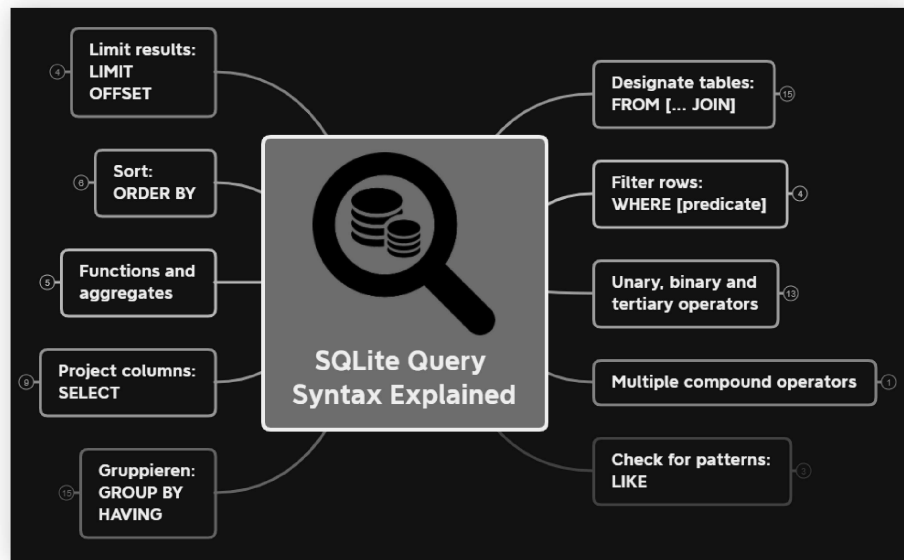 Limit results:
LIMIT
OFFSET
4
Sort:
ORDER BY
6
Functions and
aggregates
5
Project columns:
SELECT
9
Gruppieren:
GROUP BY
HAVING
15
SQLite Query
Syntax Explained
Designate tables:
FROM [... JOIN]
15
Filter rows:
WHERE [predicate]
4
Unary, binary and
tertiary operators
13
Multiple compound operators
1
Check for patterns:
LIKE
3